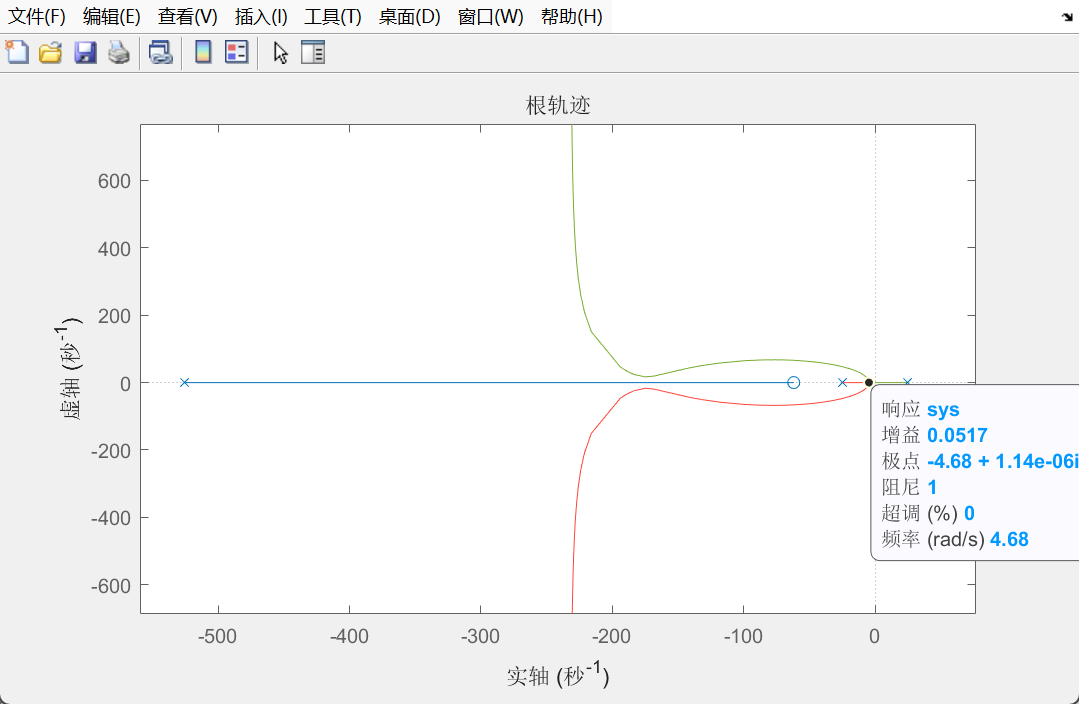 文件(F) 编辑(E) 查看(V) 插入(I) 工具(T) 桌面(D) 窗口(W) 帮助(H)
根轨迹
600
400
200
0
-200
-400
-600
虚轴 (秒⁻¹)
响应 sys
增益 0.0517
极点 -4.68 + 1.14e-06i
阻尼 1
超调 (%) 0
频率 (rad/s) 4.68
-500 -400 -300 -200 -100 0
实轴 (秒⁻¹)